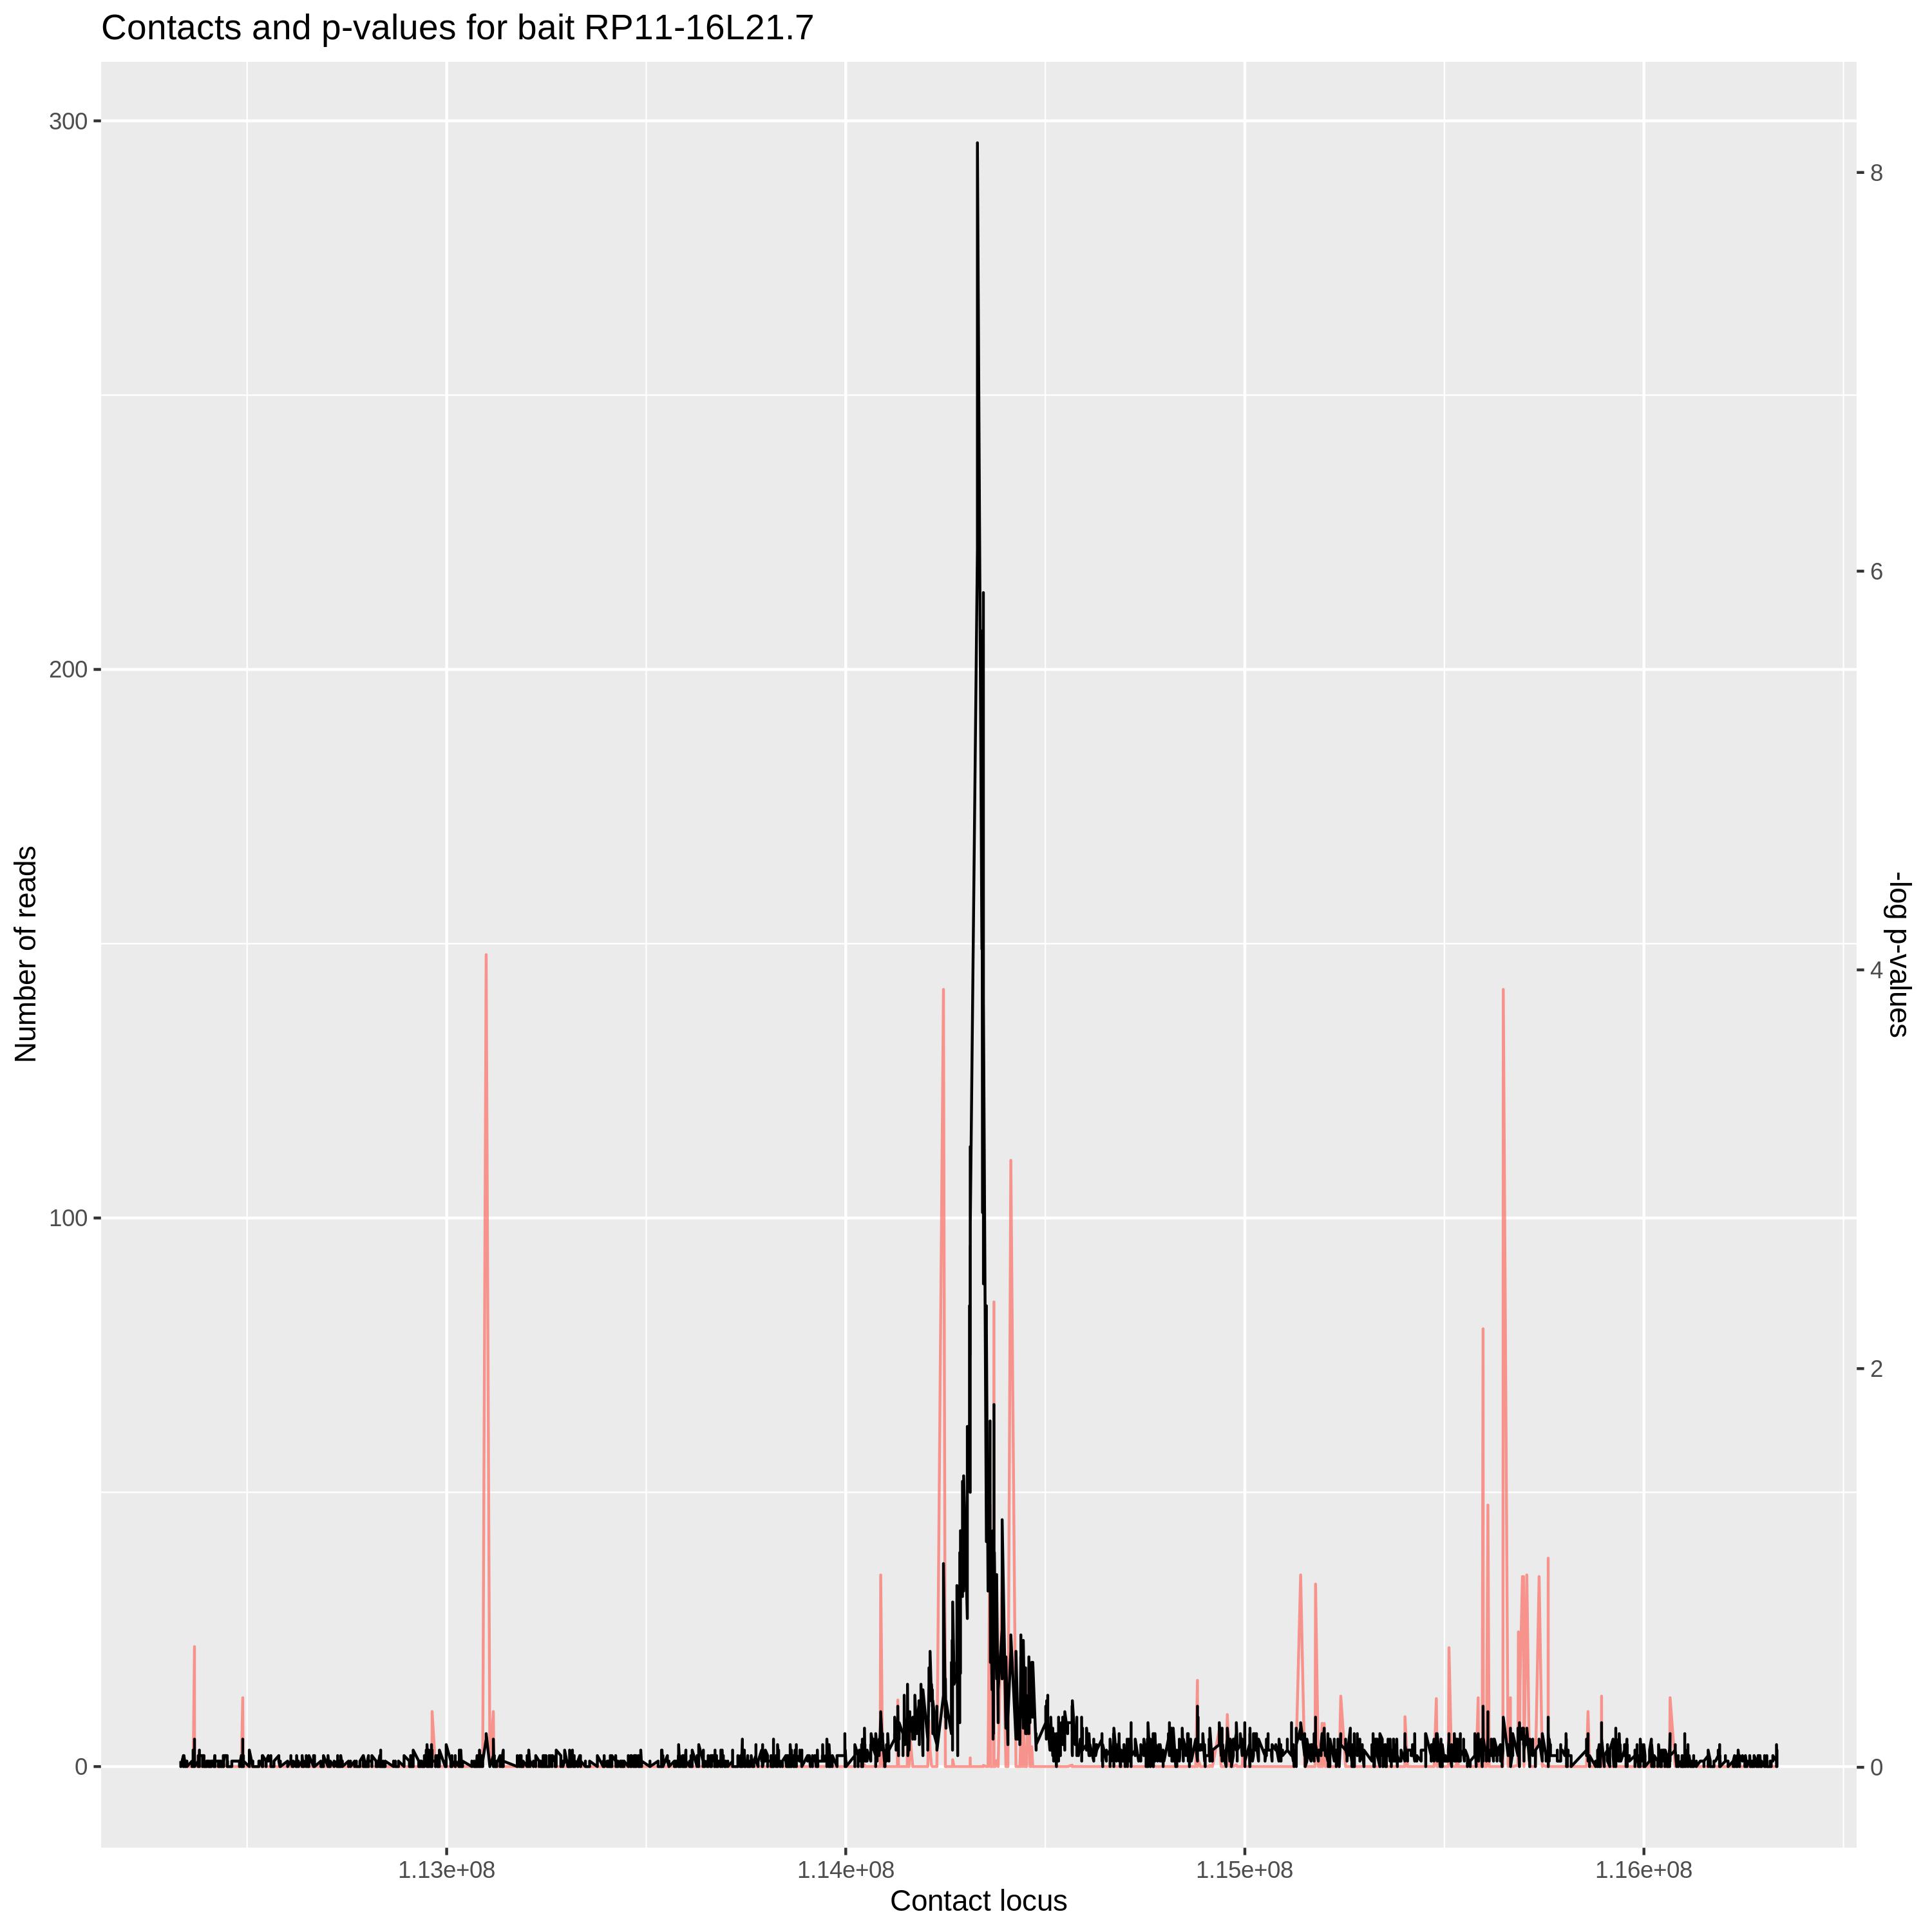 Contacts and p-values for bait RP11-16L21.7
300
200
100
0
Number of reads
8
6
4
2
0
-log p-values
1.13e+08
1.14e+08
1.15e+08
1.16e+08
Contact locus